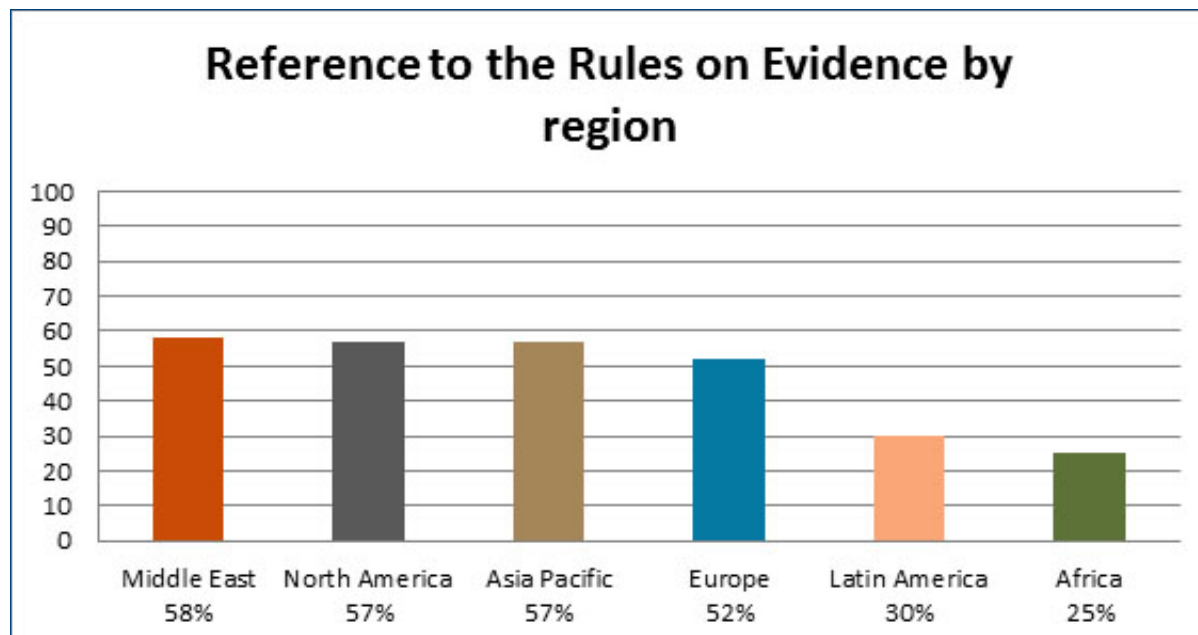 Reference to the Rules on Evidence by
region
100
90
80
70
60
50
40
30
20
10
0
Middle East North America Asia Pacific Europe Latin America Africa
58% 57% 57% 52% 30% 25%